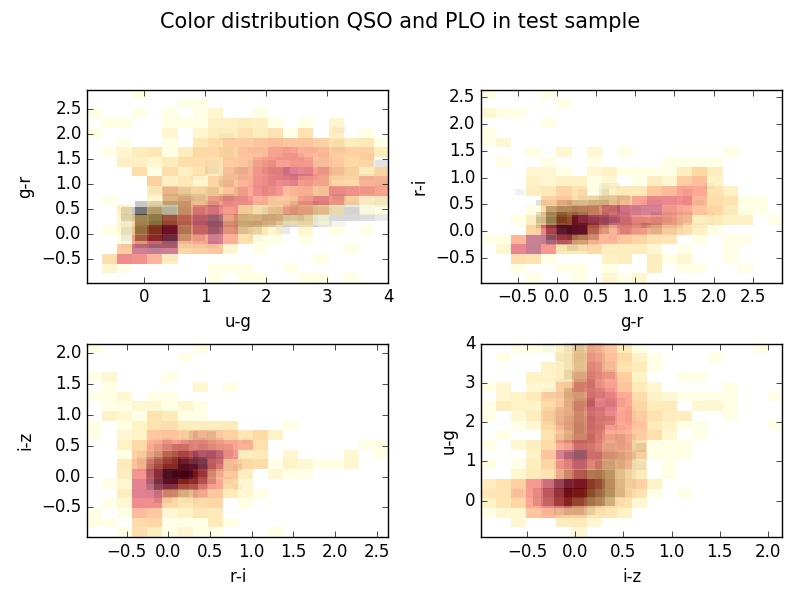 Color distribution QSO and PLO in test sample
g-r
2.5
2.0
1.5
1.0
0.5
0.0
−0.5
0 1 2 3 4
u-g
r-i
2.5
2.0
1.5
1.0
0.5
0.0
−0.5
−0.5 0.0 0.5 1.0 1.5 2.0 2.5
g-r
i-z
2.0
1.5
1.0
0.5
0.0
−0.5
−0.5 0.0 0.5 1.0 1.5 2.0 2.5
r-i
u-g
4
3
2
1
0
−0.5 0.0 0.5 1.0 1.5 2.0
i-z